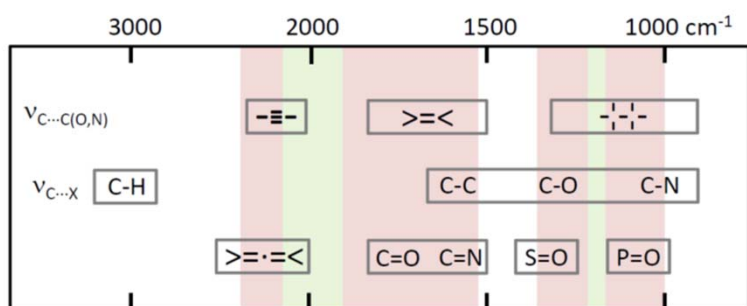 3000 2000 1500 1000 cm⁻¹
νC···C(O,N) -≡- >=< -¦-¦-
νC···X C-H C-C C-O C-N
>=·=< C=O C=N S=O P=O